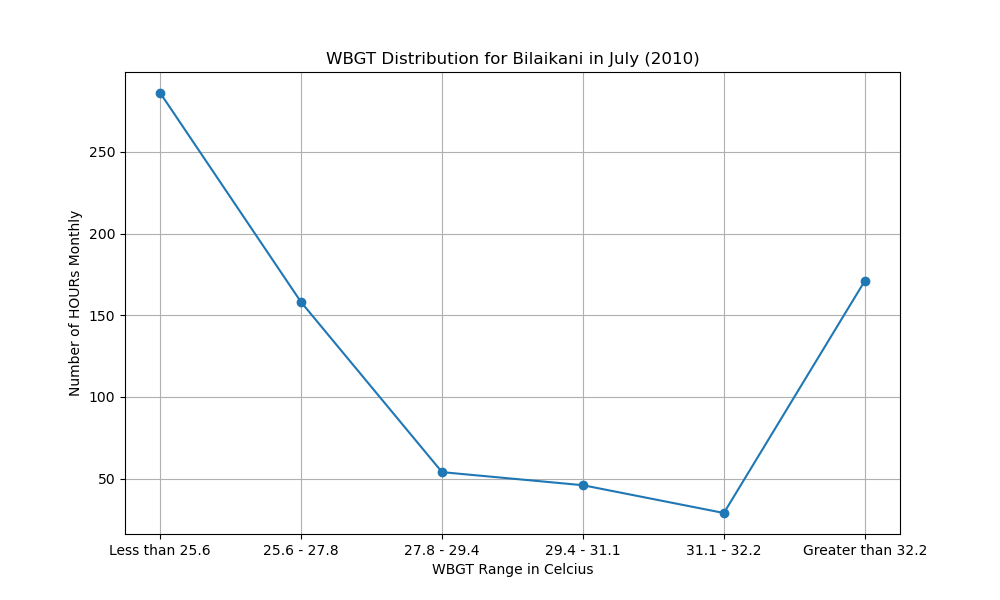 WBGT Distribution for Bilaikani in July (2010)
Number of HOURs Monthly
250
200
150
100
50
Less than 25.6
25.6 - 27.8
27.8 - 29.4
29.4 - 31.1
31.1 - 32.2
Greater than 32.2
WBGT Range in Celcius